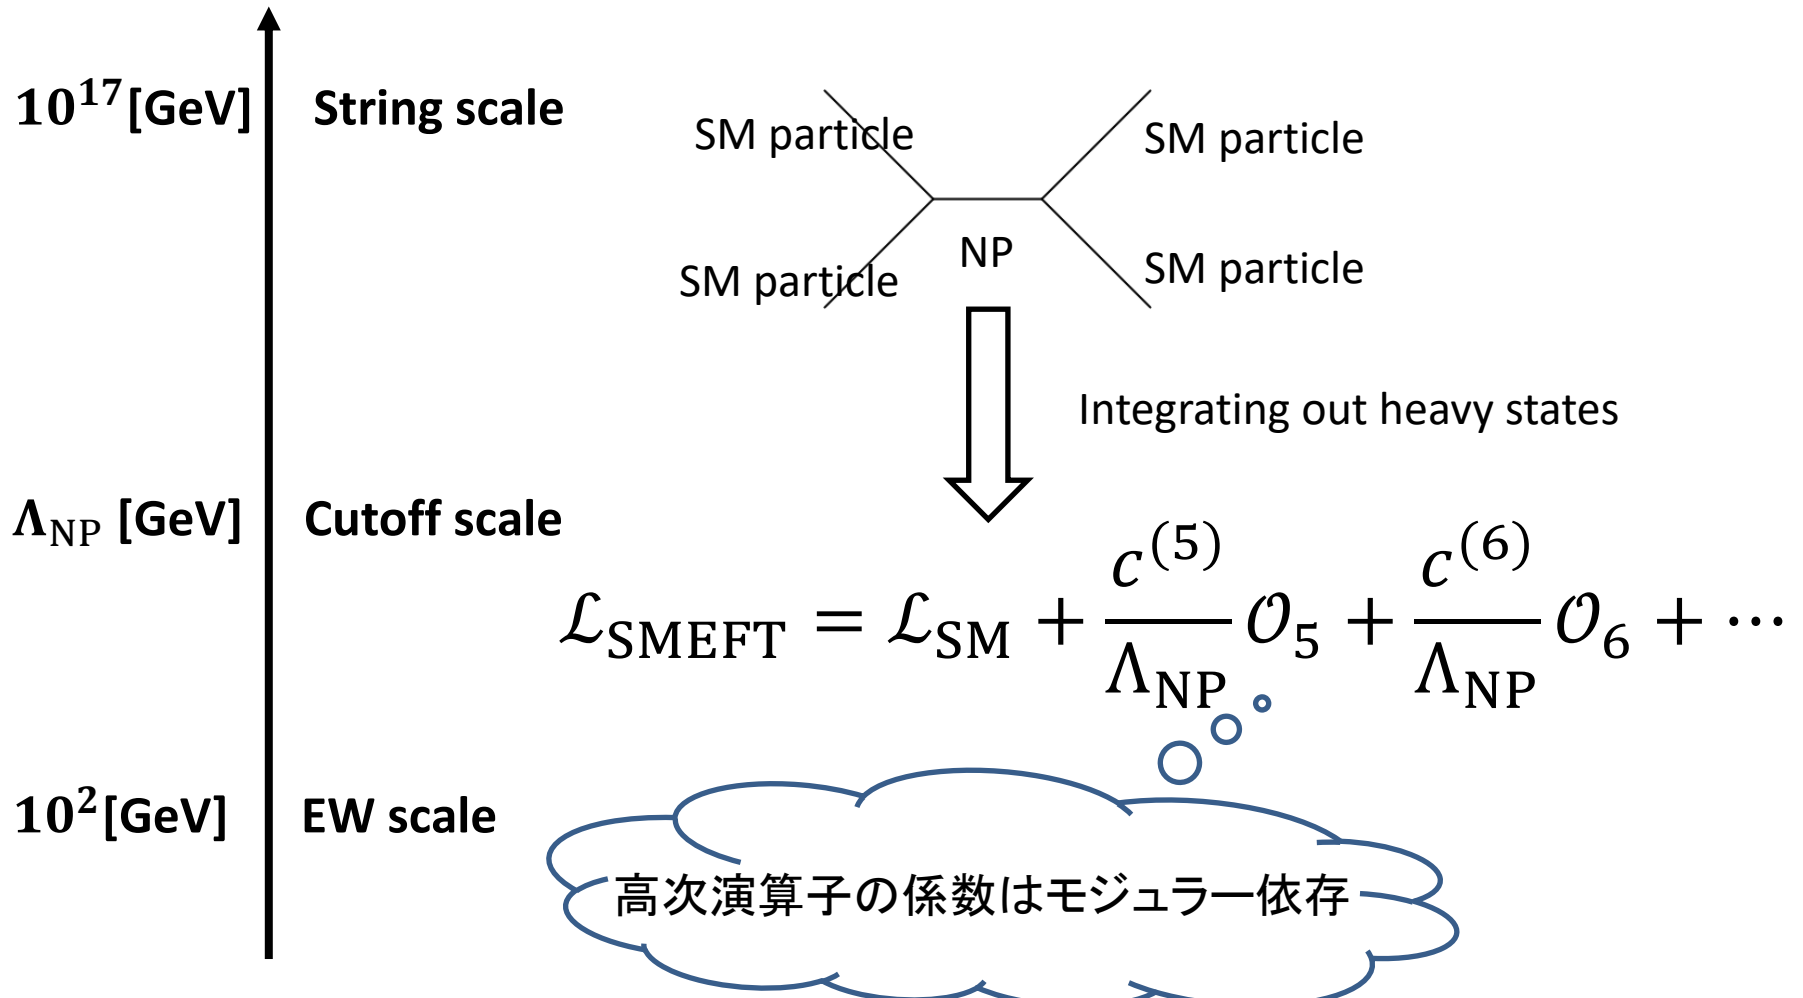 10^17[GeV] String scale
SM particle SM particle
NP
SM particle SM particle
Integrating out heavy states
Λ_NP [GeV] Cutoff scale
ℒ_SMEFT = ℒ_SM + c^(5)/Λ_NP 𝒪_5 + c^(6)/Λ_NP 𝒪_6 + ⋯
10^2[GeV] EW scale
高次演算子の係数はモジュラー依存